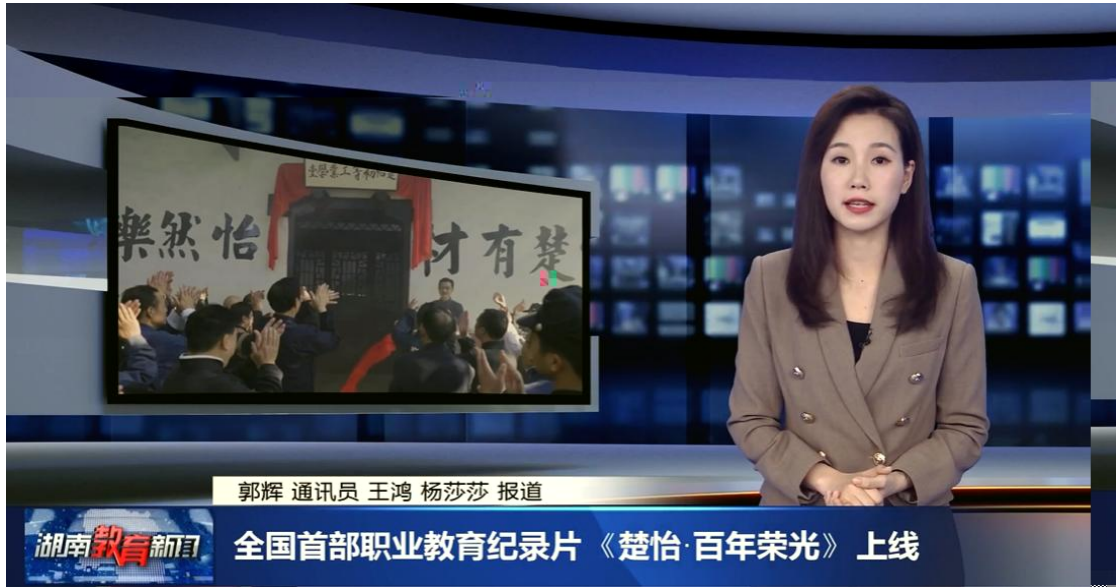 楚有才
怡然樂
郭辉 通讯员 王鸿 杨莎莎 报道
湖南教育新闻
全国首部职业教育纪录片《楚怡·百年荣光》上线